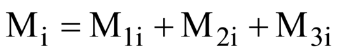 Mᵢ = M₁ᵢ + M₂ᵢ + M₃ᵢ